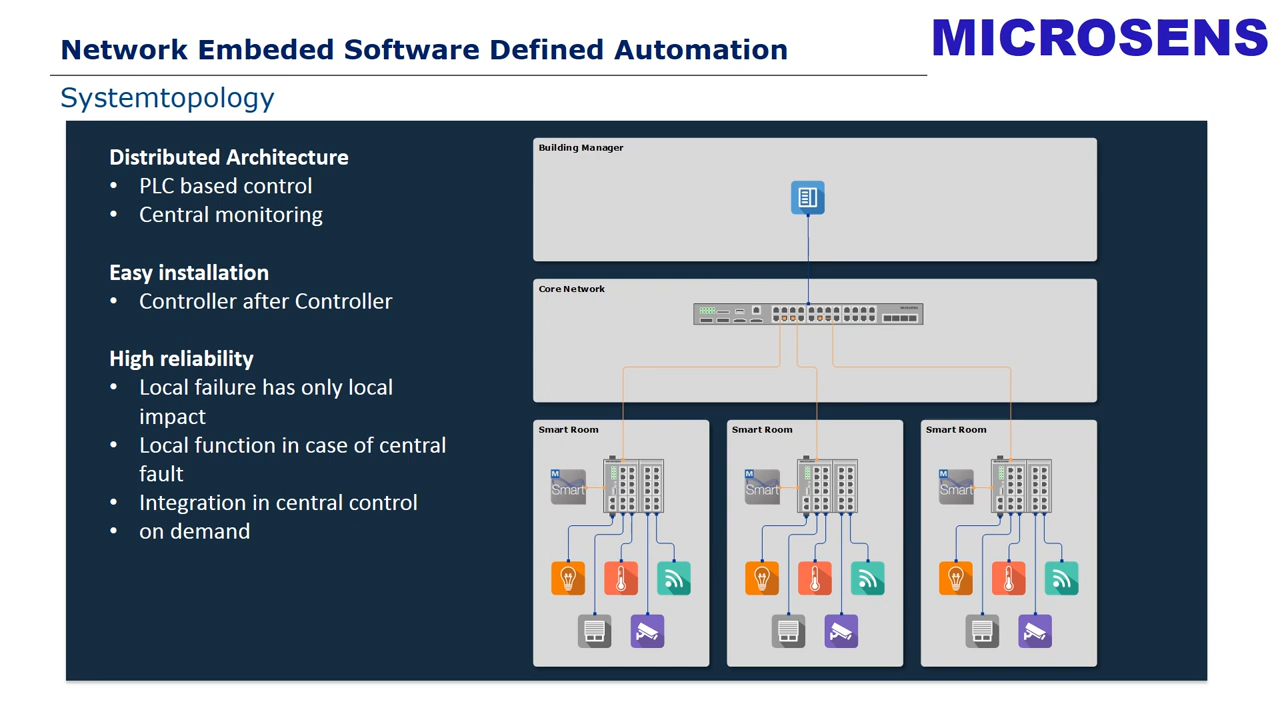 Network Embeded Software Defined Automation
MICROSENS
Systemtopology
Distributed Architecture
• PLC based control
• Central monitoring
Easy installation
• Controller after Controller
High reliability
• Local failure has only local
impact
• Local function in case of central
fault
• Integration in central control
• on demand
Building Manager
Core Network
Smart Room
M
Smart
Smart Room
M
Smart
Smart Room
M
Smart